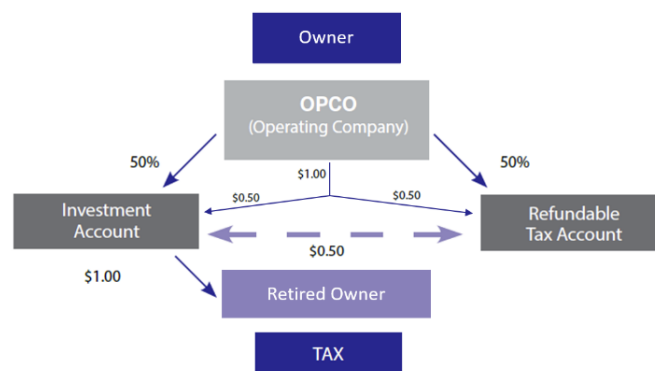 Owner
OPCO
(Operating Company)
50%
50%
$1.00
$0.50
$0.50
Investment
Account
Refundable
Tax Account
$0.50
$1.00
Retired Owner
TAX